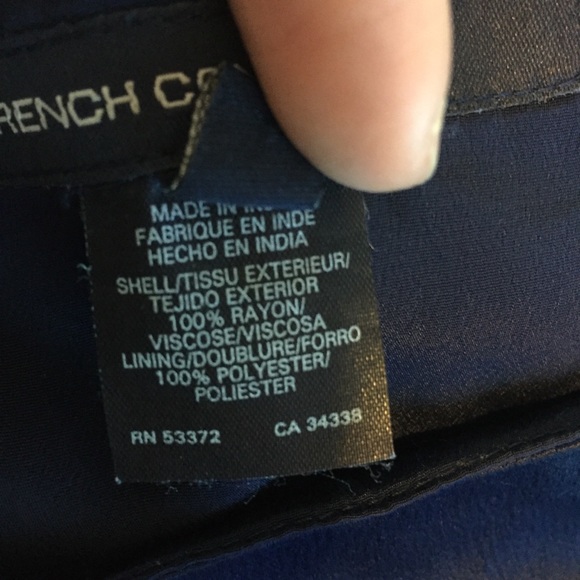 RENCH C
MADE IN
FABRIQUE EN INDE
HECHO EN INDIA
SHELL/TISSU EXTERIEUR/
TEJIDO EXTERIOR
100% RAYON/
VISCOSE/VISCOSA
LINING/DOUBLURE/FORRO
100% POLYESTER/
POLIESTER
RN 53372 CA 34338